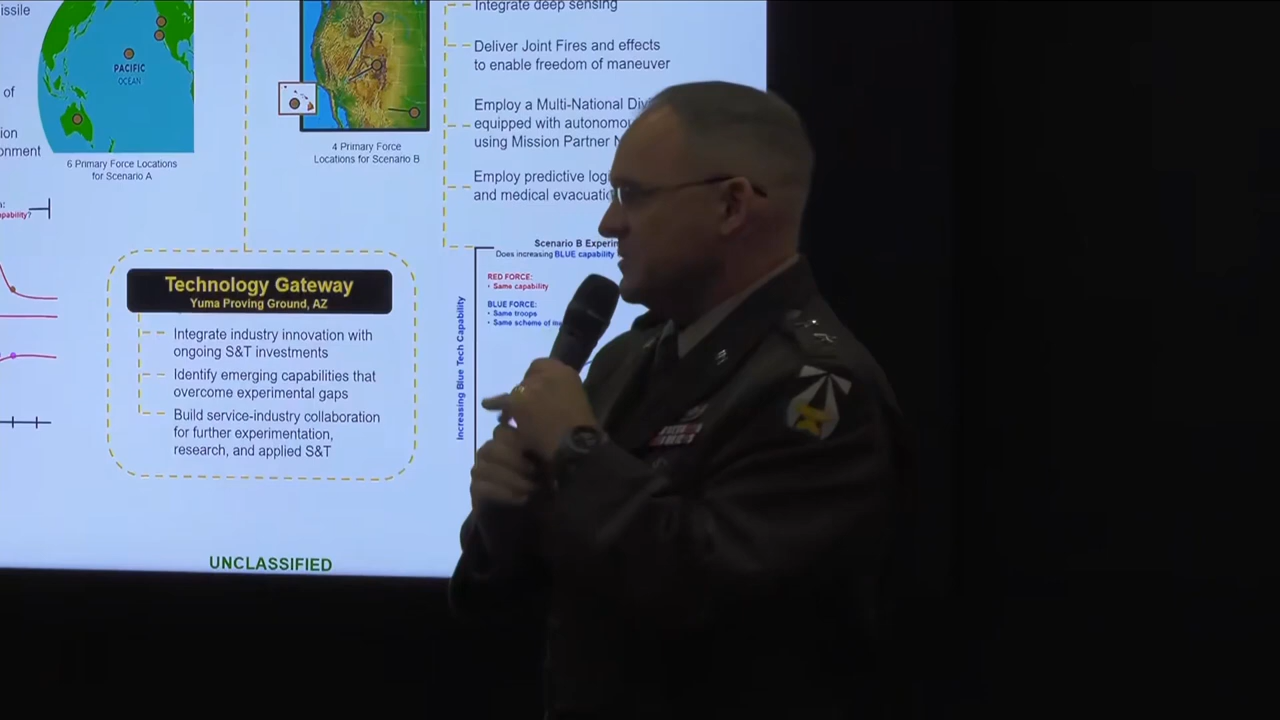 issile
of
ion
onment
PACIFIC
OCEAN
6 Primary Force Locations
for Scenario A
pability?
4 Primary Force
Locations for Scenario B
Integrate deep sensing
Deliver Joint Fires and effects
to enable freedom of maneuver
Employ a Multi-National Div
equipped with autonomou
using Mission Partner N
Employ predictive logi
and medical evacuati
Scenario B Experim
Does increasing BLUE capability
RED FORCE:
• Same capability
BLUE FORCE:
• Same troops
• Same scheme of m
Increasing Blue Tech Capability
Technology Gateway
Yuma Proving Ground, AZ
Integrate industry innovation with
ongoing S&T investments
Identify emerging capabilities that
overcome experimental gaps
Build service-industry collaboration
for further experimentation,
research, and applied S&T
UNCLASSIFIED